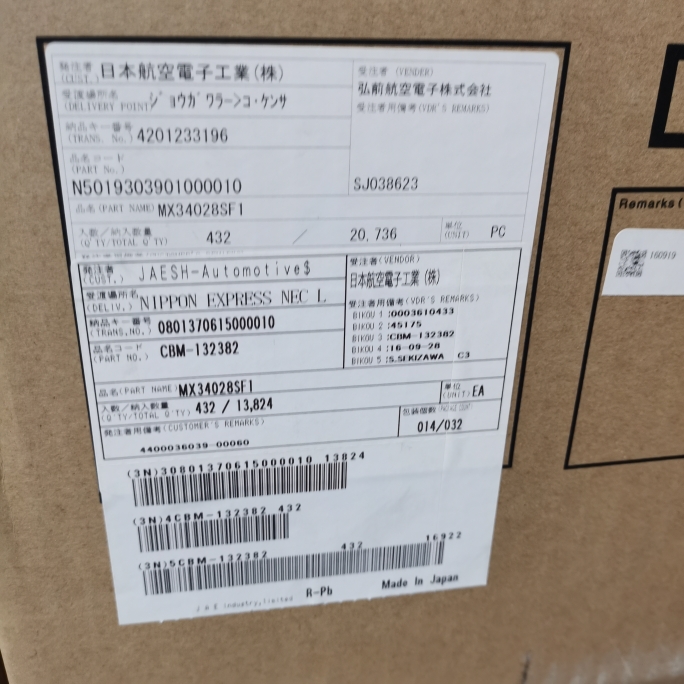 発注者 (CUST.) 日本航空電子工業(株)
受注者 (VENDER)
弘前航空電子株式会社
受渡場所名 (DELIVERY POINT) ジョウガワラーシコ・ケンサ
受注者用備考(VDR'S REMARKS)
納品キー番号 (TRANS. No.) 4201233196
品名コード (PART No.)
N5019303901000010
SJ038623
品名 (PART NAME) MX34028SF1
入数/納入数量 (Q'TY/TOTAL Q'TY) 432 / 20,736 単位 (UNIT) PC
発注者 (CUST.) JAESH-Automotive$
受注者(VENDOR)
日本航空電子工業(株)
受渡場所名 (DELIV.) NIPPON EXPRESS NEC L
受注者用備考(VDR'S REMARKS)
BIKOU 1 :0003610433
納品キー番号 (TRANS.NO.) 0801370615000010
BIKOU 2 :45175
BIKOU 3 :CBM-132382
品名コード (PART NO.) CBM-132382
BIKOU 4 :16-09-28
BIKOU 5 :S.SEKIZAWA C3
品名(PART NAME) MX34028SF1
単位 (UNIT) EA
入数/納入数量 (Q'TY/TOTAL Q'TY) 432 / 13,824
包装個数
014/032
発注者用備考(CUSTOMER'S REMARKS)
4400036039-00060
(3N)30801370615000010 13824
(3N)4CBM-132382 432
(3N)5CBM-132382 432 16922
J.A.E industry,limited R-Pb Made In Japan
Remarks (
160919